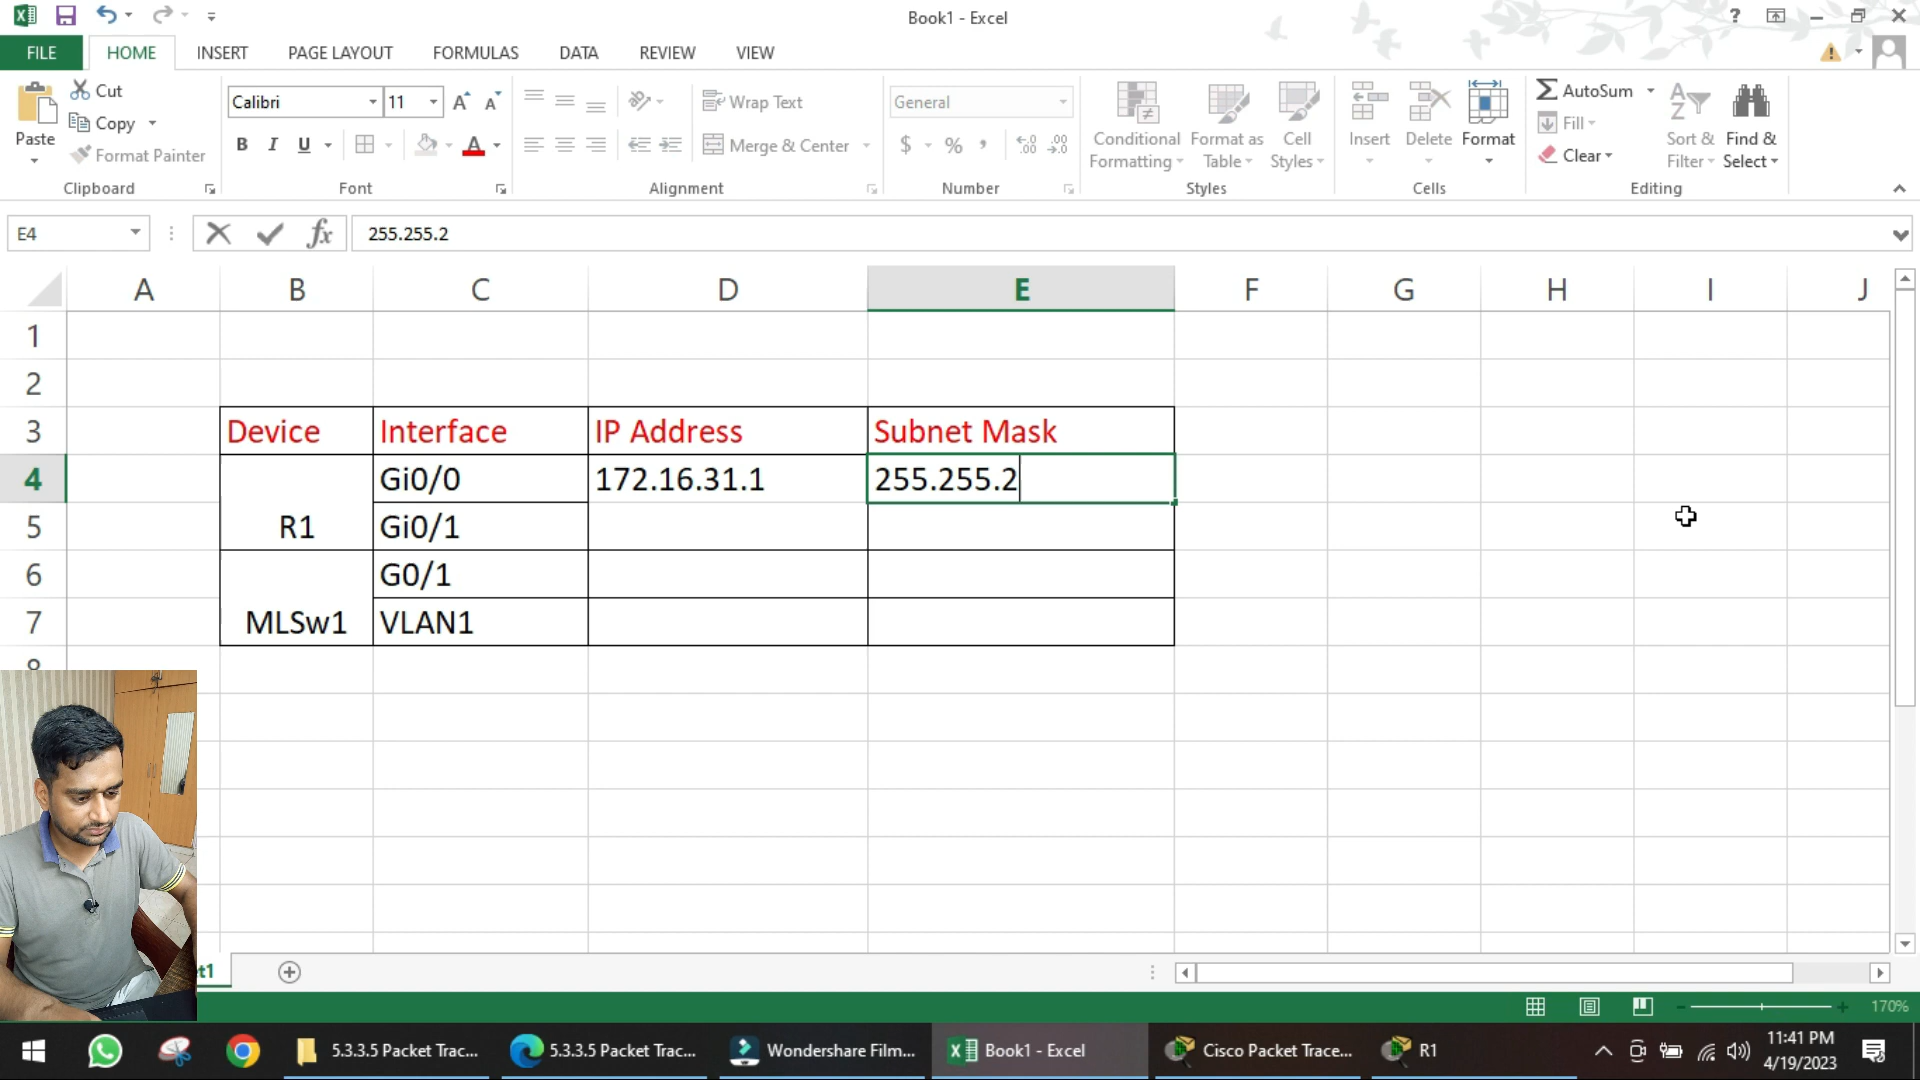 Book1 - Excel
?
FILE HOME INSERT PAGE LAYOUT FORMULAS DATA REVIEW VIEW
Cut
Copy
Format Painter
Paste
Clipboard
Calibri 11
B I U
Font
Wrap Text
Merge & Center
Alignment
General
$ % ,
Number
Conditional Formatting
Format as Table
Cell Styles
Styles
Insert
Delete
Format
Cells
AutoSum
Fill
Clear
Sort & Filter
Find & Select
Editing
E4
fx
255.255.2
A B C D E F G H I J
1
2
3 Device Interface IP Address Subnet Mask
4 Gi0/0 172.16.31.1 255.255.2
5 R1 Gi0/1
6 G0/1
7 MLSw1 VLAN1
8
et1
170%
5.3.3.5 Packet Trac...
5.3.3.5 Packet Trac...
Wondershare Film...
Book1 - Excel
Cisco Packet Trace...
R1
11:41 PM
4/19/2023